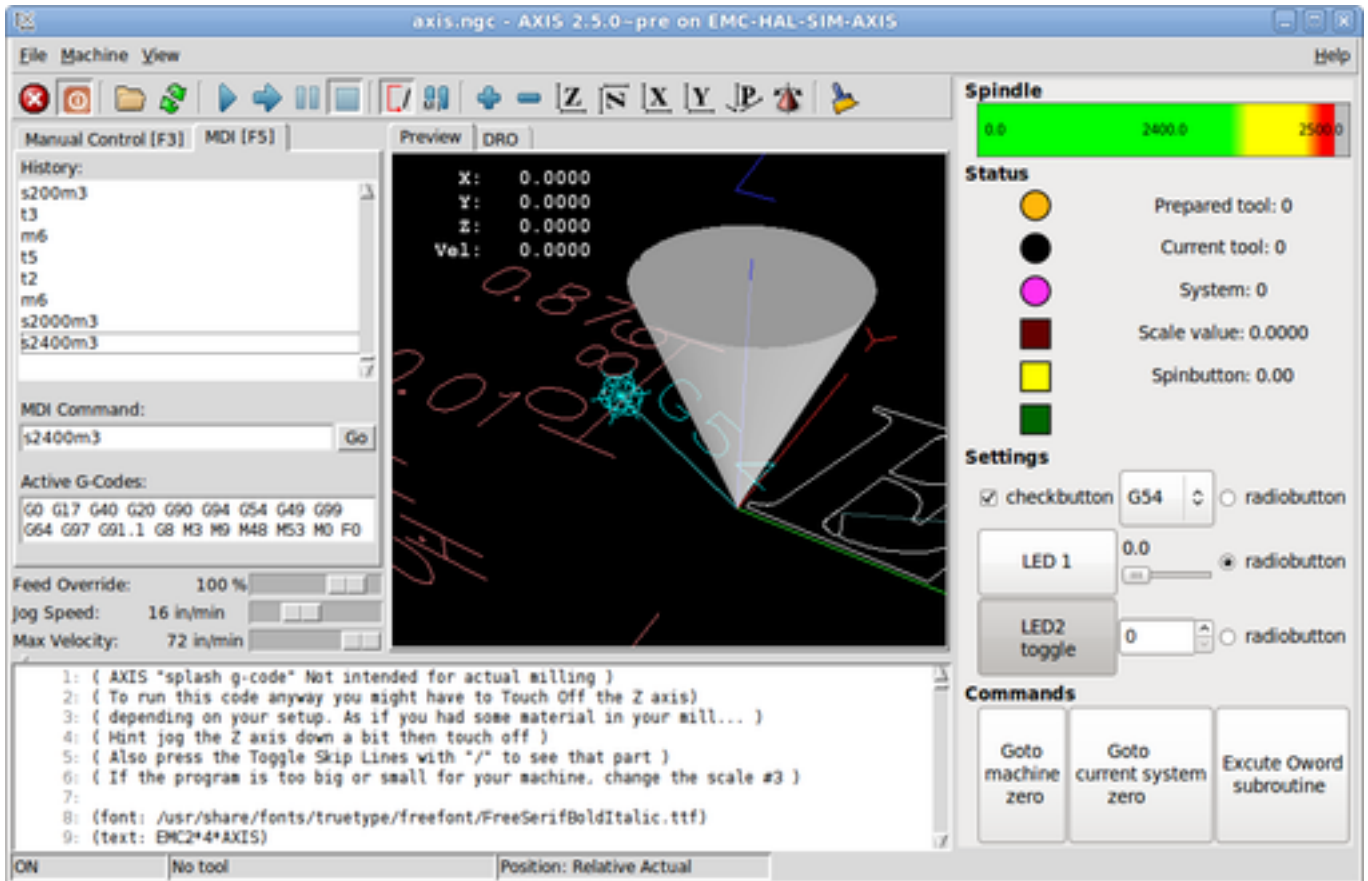 axis.ngc - AXIS 2.5.0~pre on EMC-HAL-SIM-AXIS
File Machine View Help
Manual Control [F3] MDI [F5]
History:
s200m3
t3
m6
t5
t2
m6
s2000m3
s2400m3
MDI Command:
s2400m3 Go
Active G-Codes:
G0 G17 G40 G20 G90 G94 G54 G49 G99
G64 G97 G91.1 G8 M3 M9 M48 M53 M0 F0
Feed Override: 100 %
Jog Speed: 16 in/min
Max Velocity: 72 in/min
Preview DRO
X: 0.0000
Y: 0.0000
Z: 0.0000
Vel: 0.0000
G54
Y
Spindle
0.0 2400.0 2500.0
Status
Prepared tool: 0
Current tool: 0
System: 0
Scale value: 0.0000
Spinbutton: 0.00
Settings
checkbutton G54 radiobutton
LED 1 0.0 radiobutton
LED2
toggle 0 radiobutton
Commands
Goto
machine
zero
Goto
current system
zero
Excute Oword
subroutine
1: ( AXIS "splash g-code" Not intended for actual milling )
2: ( To run this code anyway you might have to Touch Off the Z axis)
3: ( depending on your setup. As if you had some material in your mill... )
4: ( Hint jog the Z axis down a bit then touch off )
5: ( Also press the Toggle Skip Lines with "/" to see that part )
6: ( If the program is too big or small for your machine, change the scale #3 )
7:
8: (font: /usr/share/fonts/truetype/freefont/FreeSerifBoldItalic.ttf)
9: (text: EMC2*4*AXIS)
ON No tool Position: Relative Actual